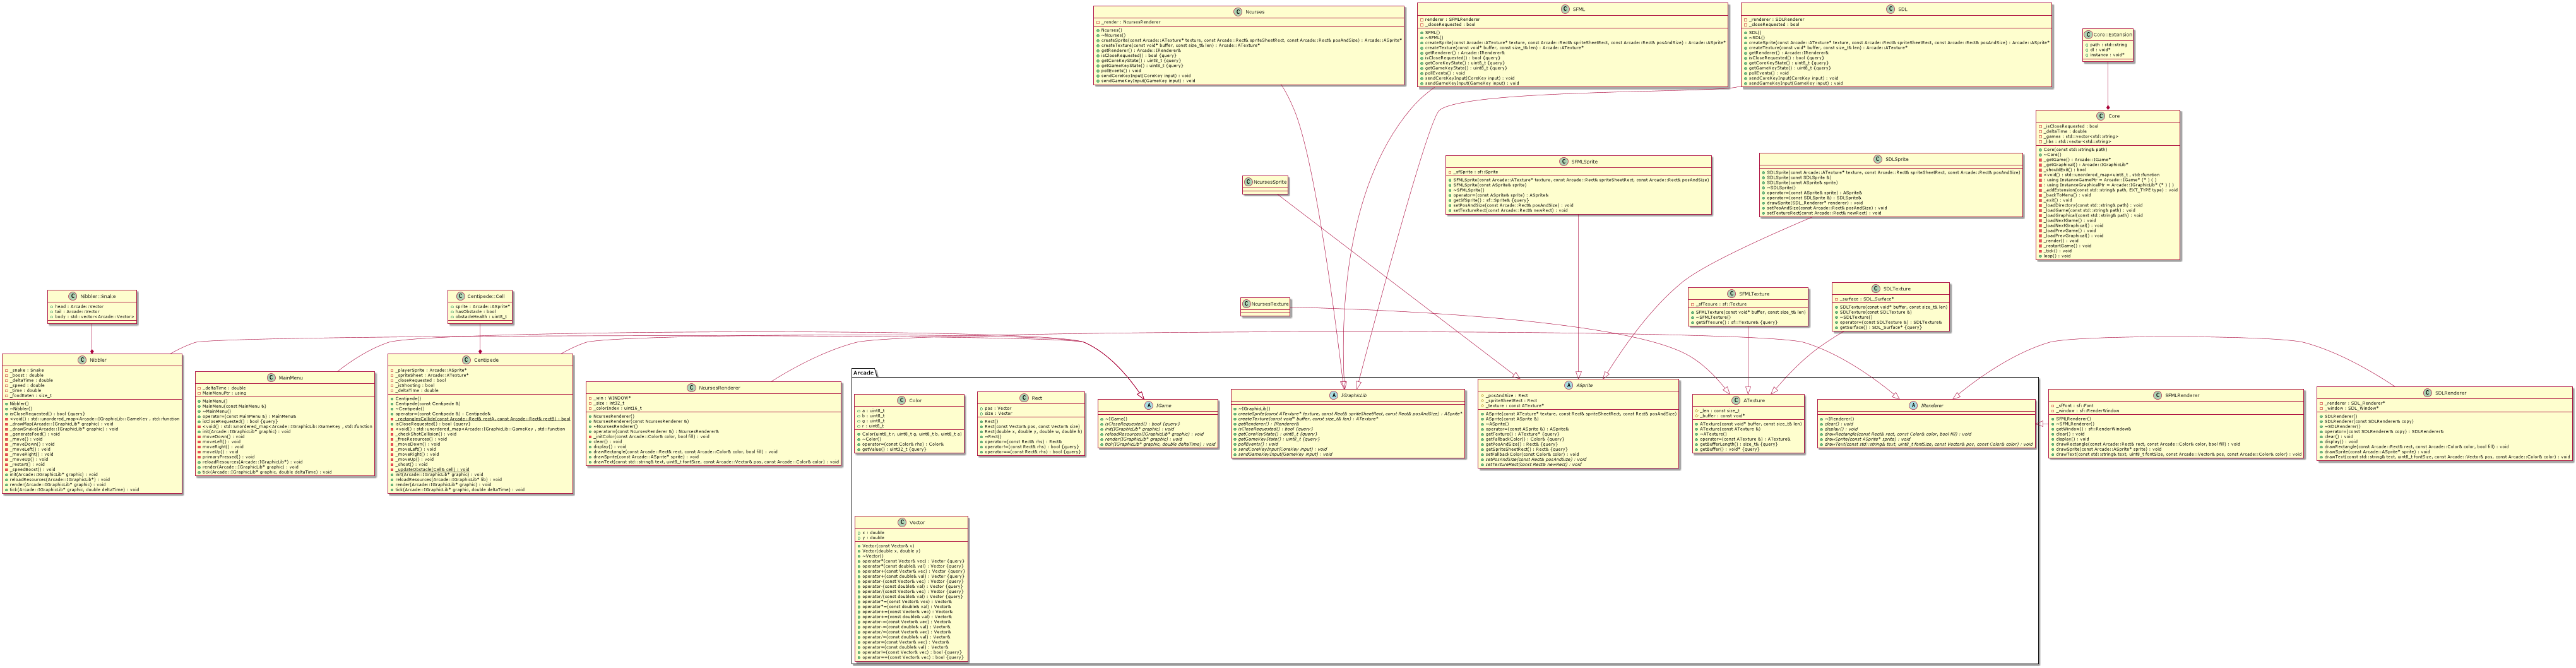 Ncurses
_render : NcursesRenderer
Ncurses()
~Ncurses()
createSprite(const Arcade::ATexture* texture, const Arcade::Rect& spriteSheetRect, const Arcade::Rect& posAndSize) : Arcade::ASprite*
createTexture(const void* buffer, const size_t& len) : Arcade::ATexture*
getRenderer() : Arcade::IRenderer&
isCloseRequested() : bool {query}
getCoreKeyState() : uint8_t {query}
getGameKeyState() : uint8_t {query}
pollEvents() : void
sendCoreKeyInput(CoreKey input) : void
sendGameKeyInput(GameKey input) : void
SFML
renderer : SFMLRenderer
_closeRequested : bool
SFML()
~SFML()
createSprite(const Arcade::ATexture* texture, const Arcade::Rect& spriteSheetRect, const Arcade::Rect& posAndSize) : Arcade::ASprite*
createTexture(const void* buffer, const size_t& len) : Arcade::ATexture*
getRenderer() : Arcade::IRenderer&
isCloseRequested() : bool {query}
getCoreKeyState() : uint8_t {query}
getGameKeyState() : uint8_t {query}
pollEvents() : void
sendCoreKeyInput(CoreKey input) : void
sendGameKeyInput(GameKey input) : void
SDL
_renderer : SDLRenderer
_closeRequested : bool
SDL()
~SDL()
createSprite(const Arcade::ATexture* texture, const Arcade::Rect& spriteSheetRect, const Arcade::Rect& posAndSize) : Arcade::ASprite*
createTexture(const void* buffer, const size_t& len) : Arcade::ATexture*
getRenderer() : Arcade::IRenderer&
isCloseRequested() : bool {query}
getCoreKeyState() : uint8_t {query}
getGameKeyState() : uint8_t {query}
pollEvents() : void
sendCoreKeyInput(CoreKey input) : void
sendGameKeyInput(GameKey input) : void
Core::Extension
path : std::string
dl : void*
instance : void*
Core
_isCloseRequested : bool
_deltaTime : double
_games : std::vector<std::string>
_libs : std::vector<std::string>
Core(const std::string& path)
~Core()
_getGame() : Arcade::IGame*
_getGraphical() : Arcade::IGraphicLib*
_shouldExit() : bool
<void() : std::unordered_map<uint8_t , std::function
: using InstanceGamePtr = Arcade::IGame* (* ) ( )
: using InstanceGraphicalPtr = Arcade::IGraphicLib* (* ) ( )
_addExtension(const std::string& path, EXT_TYPE type) : void
_backToMenu() : void
_exit() : void
_loadDirectory(const std::string& path) : void
_loadGame(const std::string& path) : void
_loadGraphical(const std::string& path) : void
_loadNextGame() : void
_loadNextGraphical() : void
_loadPrevGame() : void
_loadPrevGraphical() : void
_render() : void
_restartGame() : void
_tick() : void
loop() : void
NcursesSprite
SFMLSprite
_sfSprite : sf::Sprite
SFMLSprite(const Arcade::ATexture* texture, const Arcade::Rect& spriteSheetRect, const Arcade::Rect& posAndSize)
SFMLSprite(const ASprite& sprite)
~SFMLSprite()
operator=(const ASprite& sprite) : ASprite&
getSfSprite() : sf::Sprite& {query}
setPosAndSize(const Arcade::Rect& posAndSize) : void
setTextureRect(const Arcade::Rect& newRect) : void
SDLSprite
SDLSprite(const Arcade::ATexture* texture, const Arcade::Rect& spriteSheetRect, const Arcade::Rect& posAndSize)
SDLSprite(const SDLSprite &)
SDLSprite(const ASprite& sprite)
~SDLSprite()
operator=(const ASprite& sprite) : ASprite&
operator=(const SDLSprite &) : SDLSprite&
drawSprite(SDL_Renderer* renderer) : void
setPosAndSize(const Arcade::Rect& posAndSize) : void
setTextureRect(const Arcade::Rect& newRect) : void
Nibbler::Snake
head : Arcade::Vector
tail : Arcade::Vector
body : std::vector<Arcade::Vector>
Centipede::Cell
sprite : Arcade::ASprite*
hasObstacle : bool
obstacleHealth : uint8_t
NcursesTexture
SFMLTexture
_sfTexure : sf::Texture
SFMLTexture(const void* buffer, const size_t& len)
~SFMLTexture()
getSfTexure() : sf::Texture& {query}
SDLTexture
_surface : SDL_Surface*
SDLTexture(const void* buffer, const size_t& len)
SDLTexture(const SDLTexture &)
~SDLTexture()
operator=(const SDLTexture &) : SDLTexture&
getSurface() : SDL_Surface* {query}
Nibbler
_snake : Snake
_boost : double
_deltaTime : double
_speed : double
_time : double
_foodEaten : size_t
Nibbler()
~Nibbler()
isCloseRequested() : bool {query}
<void() : std::unordered_map<Arcade::IGraphicLib::GameKey , std::function
_drawMap(Arcade::IGraphicLib* graphic) : void
_drawSnake(Arcade::IGraphicLib* graphic) : void
_generateFood() : void
_move() : void
_moveDown() : void
_moveLeft() : void
_moveRight() : void
_moveUp() : void
_restart() : void
_speedBoost() : void
init(Arcade::IGraphicLib* graphic) : void
reloadResources(Arcade::IGraphicLib*) : void
render(Arcade::IGraphicLib* graphic) : void
tick(Arcade::IGraphicLib* graphic, double deltaTime) : void
MainMenu
_deltaTime : double
MainMenuPtr : using
MainMenu()
MainMenu(const MainMenu &)
~MainMenu()
operator=(const MainMenu &) : MainMenu&
isCloseRequested() : bool {query}
<void() : std::unordered_map<Arcade::IGraphicLib::GameKey , std::function
init(Arcade::IGraphicLib* graphic) : void
moveDown() : void
moveLeft() : void
moveRight() : void
moveUp() : void
primaryPressed() : void
reloadResources(Arcade::IGraphicLib*) : void
render(Arcade::IGraphicLib* graphic) : void
tick(Arcade::IGraphicLib* graphic, double deltaTime) : void
Centipede
_playerSprite : Arcade::ASprite*
_spriteSheet : Arcade::ATexture*
_closeRequested : bool
_isShooting : bool
_deltaTime : double
Centipede()
Centipede(const Centipede &)
~Centipede()
operator=(const Centipede &) : Centipede&
_rectanglesCollide(const Arcade::Rect& rectA, const Arcade::Rect& rectB) : bool
isCloseRequested() : bool {query}
<void() : std::unordered_map<Arcade::IGraphicLib::GameKey , std::function
_checkShotCollision() : void
_freeResources() : void
_moveDown() : void
_moveLeft() : void
_moveRight() : void
_moveUp() : void
_shoot() : void
_updateObstacle(Cell& cell) : void
init(Arcade::IGraphicLib* graphic) : void
reloadResources(Arcade::IGraphicLib* lib) : void
render(Arcade::IGraphicLib* graphic) : void
tick(Arcade::IGraphicLib* graphic, double deltaTime) : void
NcursesRenderer
_win : WINDOW*
_size : int32_t
_colorIndex : uint16_t
NcursesRenderer()
NcursesRenderer(const NcursesRenderer &)
~NcursesRenderer()
operator=(const NcursesRenderer &) : NcursesRenderer&
_initColor(const Arcade::Color& color, bool fill) : void
clear() : void
display() : void
drawRectangle(const Arcade::Rect& rect, const Arcade::Color& color, bool fill) : void
drawSprite(const Arcade::ASprite* sprite) : void
drawText(const std::string& text, uint8_t fontSize, const Arcade::Vector& pos, const Arcade::Color& color) : void
Arcade
Color
a : uint8_t
b : uint8_t
g : uint8_t
r : uint8_t
Color(uint8_t r, uint8_t g, uint8_t b, uint8_t a)
~Color()
operator=(const Color& rhs) : Color&
getValue() : uint32_t {query}
Rect
pos : Vector
size : Vector
Rect()
Rect(const Vector& pos, const Vector& size)
Rect(double x, double y, double w, double h)
~Rect()
operator=(const Rect& rhs) : Rect&
operator!=(const Rect& rhs) : bool {query}
operator==(const Rect& rhs) : bool {query}
IGame
~IGame()
isCloseRequested() : bool {query}
init(IGraphicLib* graphic) : void
reloadResources(IGraphicLib* graphic) : void
render(IGraphicLib* graphic) : void
tick(IGraphicLib* graphic, double deltaTime) : void
IGraphicLib
~IGraphicLib()
createSprite(const ATexture* texture, const Rect& spriteSheetRect, const Rect& posAndSize) : ASprite*
createTexture(const void* buffer, const size_t& len) : ATexture*
getRenderer() : IRenderer&
isCloseRequested() : bool {query}
getCoreKeyState() : uint8_t {query}
getGameKeyState() : uint8_t {query}
pollEvents() : void
sendCoreKeyInput(CoreKey input) : void
sendGameKeyInput(GameKey input) : void
ASprite
_posAndSize : Rect
_spriteSheetRect : Rect
_texture : const ATexture*
ASprite(const ATexture* texture, const Rect& spriteSheetRect, const Rect& posAndSize)
ASprite(const ASprite &)
~ASprite()
operator=(const ASprite &) : ASprite&
getTexture() : ATexture* {query}
getFallbackColor() : Color& {query}
getPosAndSize() : Rect& {query}
getSpriteSheetRect() : Rect& {query}
setFallbackColor(const Color& color) : void
setPosAndSize(const Rect& posAndSize) : void
setTextureRect(const Rect& newRect) : void
ATexture
_len : const size_t
_buffer : const void*
ATexture(const void* buffer, const size_t& len)
ATexture(const ATexture &)
~ATexture()
operator=(const ATexture &) : ATexture&
getBufferLength() : size_t& {query}
getBuffer() : void* {query}
IRenderer
~IRenderer()
clear() : void
display() : void
drawRectangle(const Rect& rect, const Color& color, bool fill) : void
drawSprite(const ASprite* sprite) : void
drawText(const std::string& text, uint8_t fontSize, const Vector& pos, const Color& color) : void
SFMLRenderer
_sfFont : sf::Font
_window : sf::RenderWindow
SFMLRenderer()
~SFMLRenderer()
getWindow() : sf::RenderWindow&
clear() : void
display() : void
drawRectangle(const Arcade::Rect& rect, const Arcade::Color& color, bool fill) : void
drawSprite(const Arcade::ASprite* sprite) : void
drawText(const std::string& text, uint8_t fontSize, const Arcade::Vector& pos, const Arcade::Color& color) : void
SDLRenderer
_renderer : SDL_Renderer*
_window : SDL_Window*
SDLRenderer()
SDLRenderer(const SDLRenderer& copy)
~SDLRenderer()
operator=(const SDLRenderer& copy) : SDLRenderer&
clear() : void
display() : void
drawRectangle(const Arcade::Rect& rect, const Arcade::Color& color, bool fill) : void
drawSprite(const Arcade::ASprite* sprite) : void
drawText(const std::string& text, uint8_t fontSize, const Arcade::Vector& pos, const Arcade::Color& color) : void
Vector
x : double
y : double
Vector(const Vector& v)
Vector(double x, double y)
~Vector()
operator*(const Vector& vec) : Vector {query}
operator*(const double& val) : Vector {query}
operator+(const Vector& vec) : Vector {query}
operator+(const double& val) : Vector {query}
operator-(const Vector& vec) : Vector {query}
operator-(const double& val) : Vector {query}
operator/(const Vector& vec) : Vector {query}
operator/(const double& val) : Vector {query}
operator*=(const Vector& vec) : Vector&
operator*=(const double& val) : Vector&
operator+=(const Vector& vec) : Vector&
operator+=(const double& val) : Vector&
operator-=(const Vector& vec) : Vector&
operator-=(const double& val) : Vector&
operator/=(const Vector& vec) : Vector&
operator/=(const double& val) : Vector&
operator=(const Vector& vec) : Vector&
operator=(const double& val) : Vector&
operator!=(const Vector& vec) : bool {query}
operator==(const Vector& vec) : bool {query}